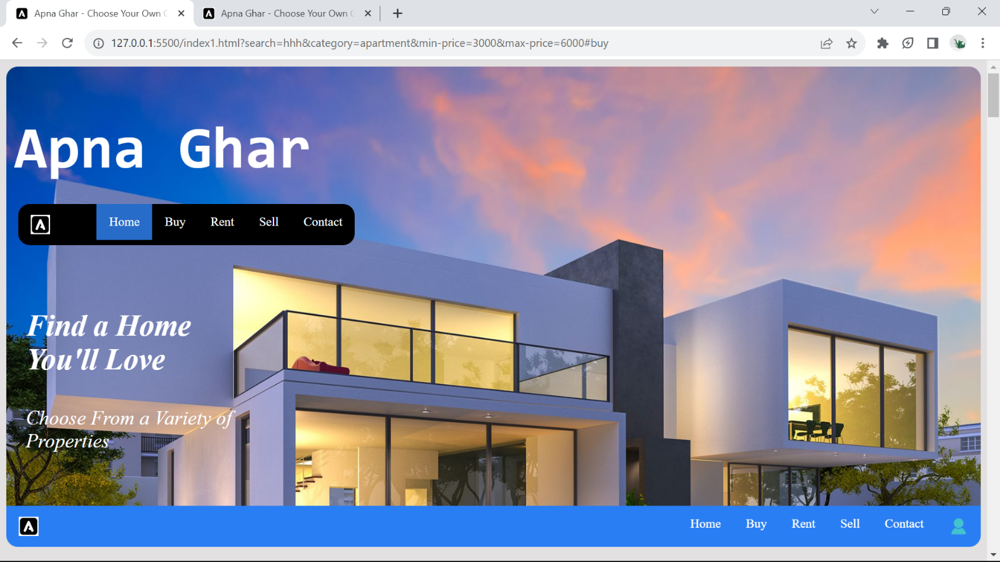 Apna Ghar - Choose Your Own G
Apna Ghar - Choose Your Own G
127.0.0.1:5500/index1.html?search=hhh&category=apartment&min-price=3000&max-price=6000#buy
Apna Ghar
A Home Buy Rent Sell Contact
Find a Home
You'll Love
Choose From a Variety of
Properties
A Home Buy Rent Sell Contact